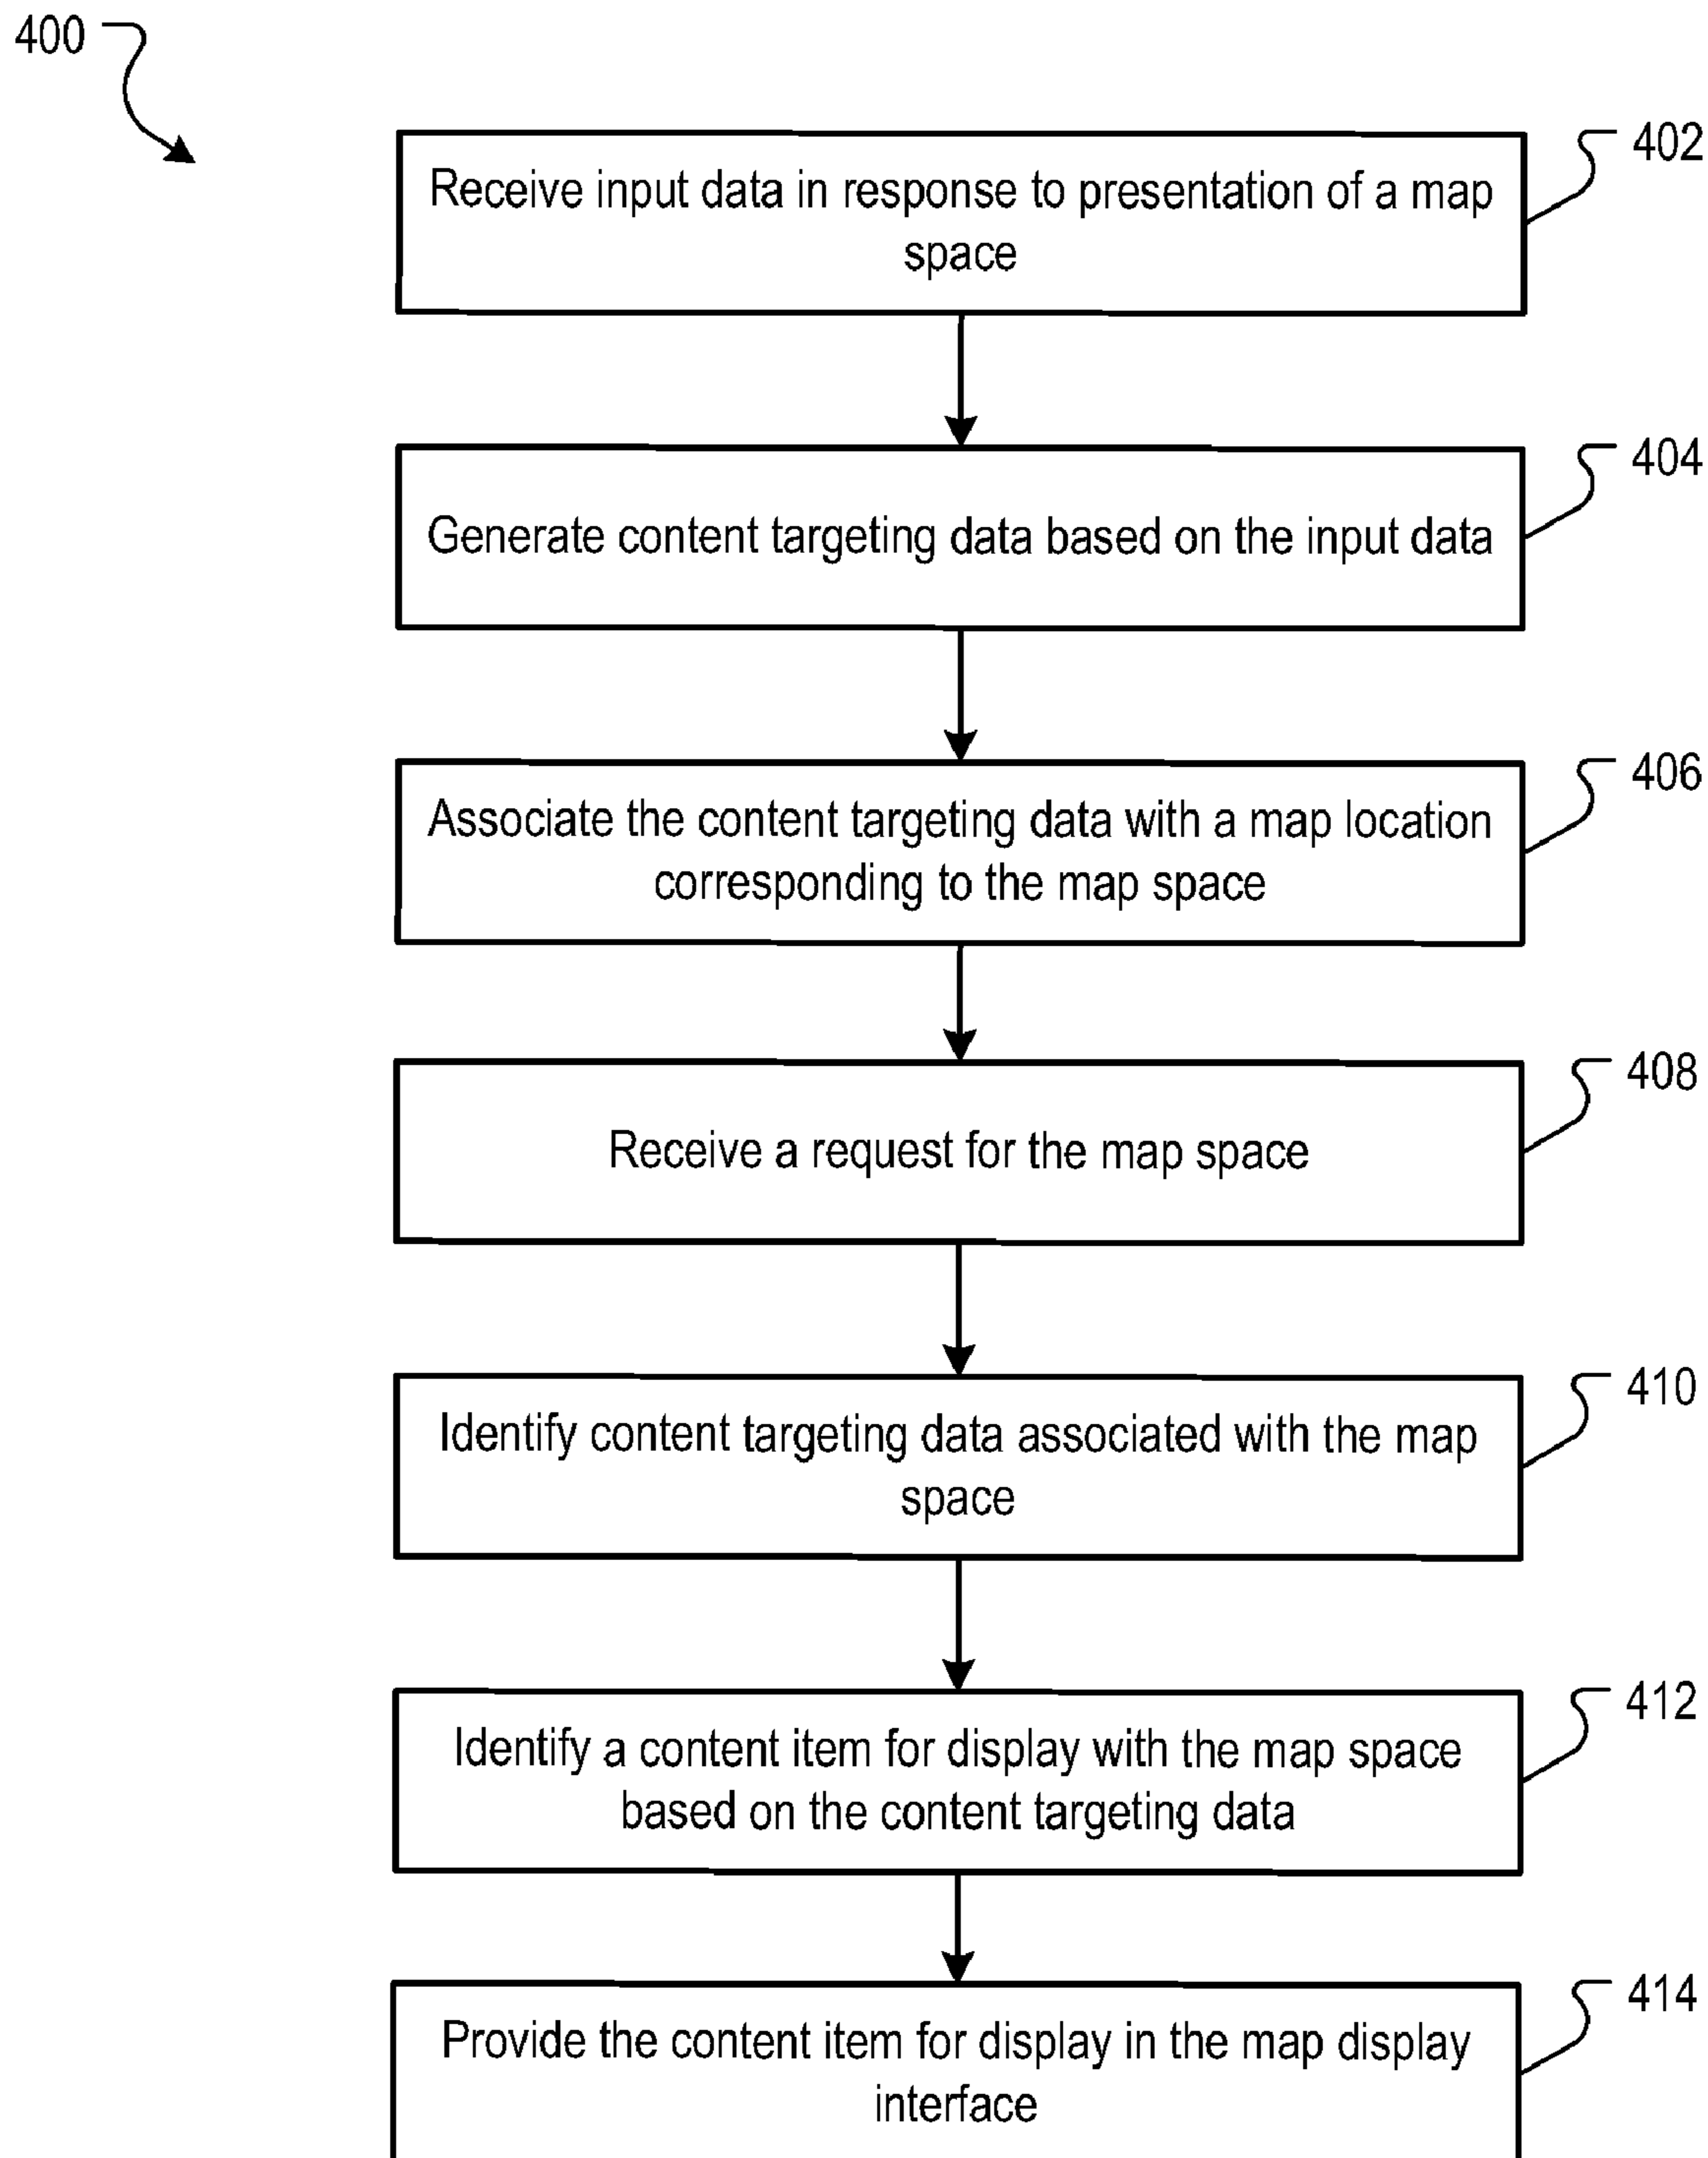 400
402
Receive input data in response to presentation of a map
space
404
Generate content targeting data based on the input data
406
Associate the content targeting data with a map location
corresponding to the map space
408
Receive a request for the map space
410
Identify content targeting data associated with the map
space
412
Identify a content item for display with the map space
based on the content targeting data
414
Provide the content item for display in the map display
interface